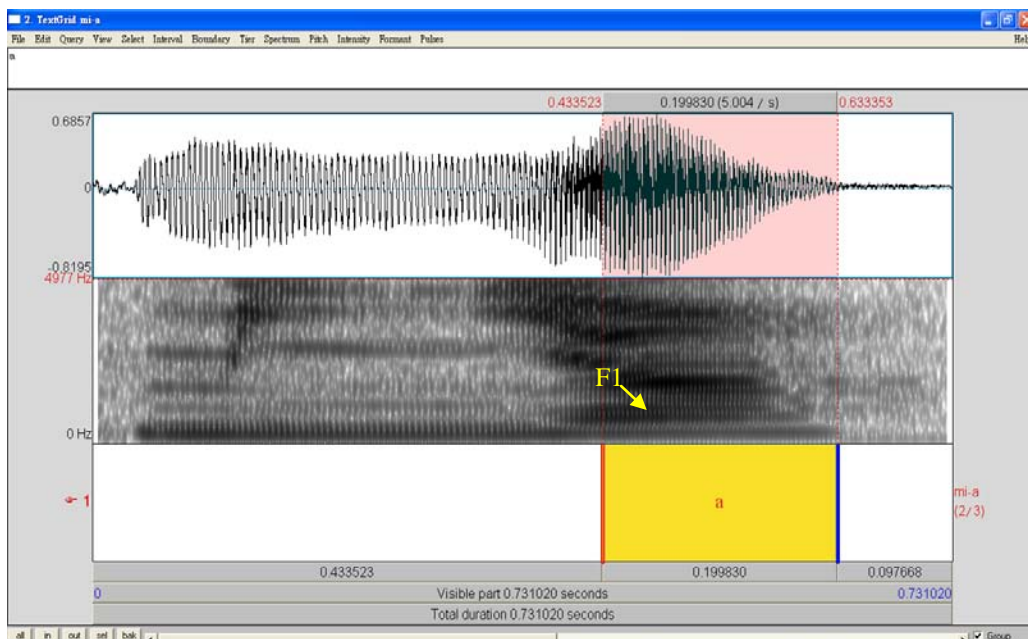 2. TextGrid mi-a
File Edit Query View Select Interval Boundary Tier Spectrum Pitch Intensity Formant Pulses Help
a
0.433523 0.199830 (5.004 / s) 0.633353
0.6857
0
-0.8195
4977 Hz
F1
0 Hz
1 a mi-a
(2/3)
0.433523 0.199830 0.097668
0 Visible part 0.731020 seconds 0.731020
Total duration 0.731020 seconds
all in out sel bak Group